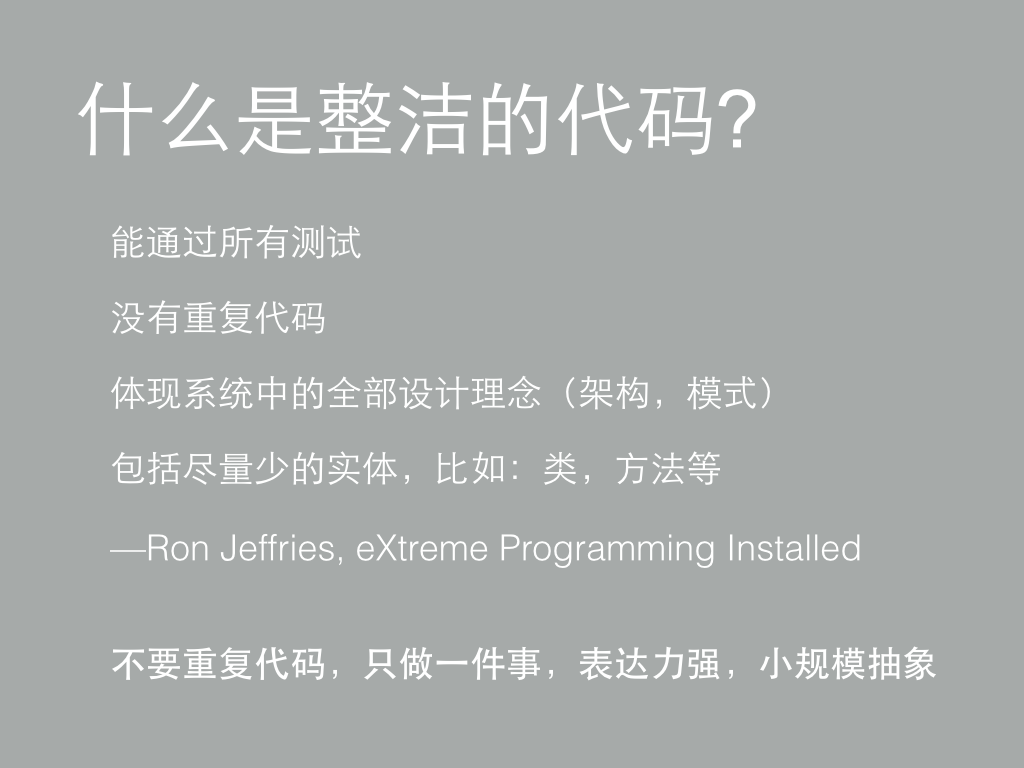 什么是整洁的代码?
能通过所有测试
没有重复代码
体现系统中的全部设计理念（架构，模式）
包括尽量少的实体，比如：类，方法等
—Ron Jeffries, eXtreme Programming Installed
不要重复代码，只做一件事，表达力强，小规模抽象